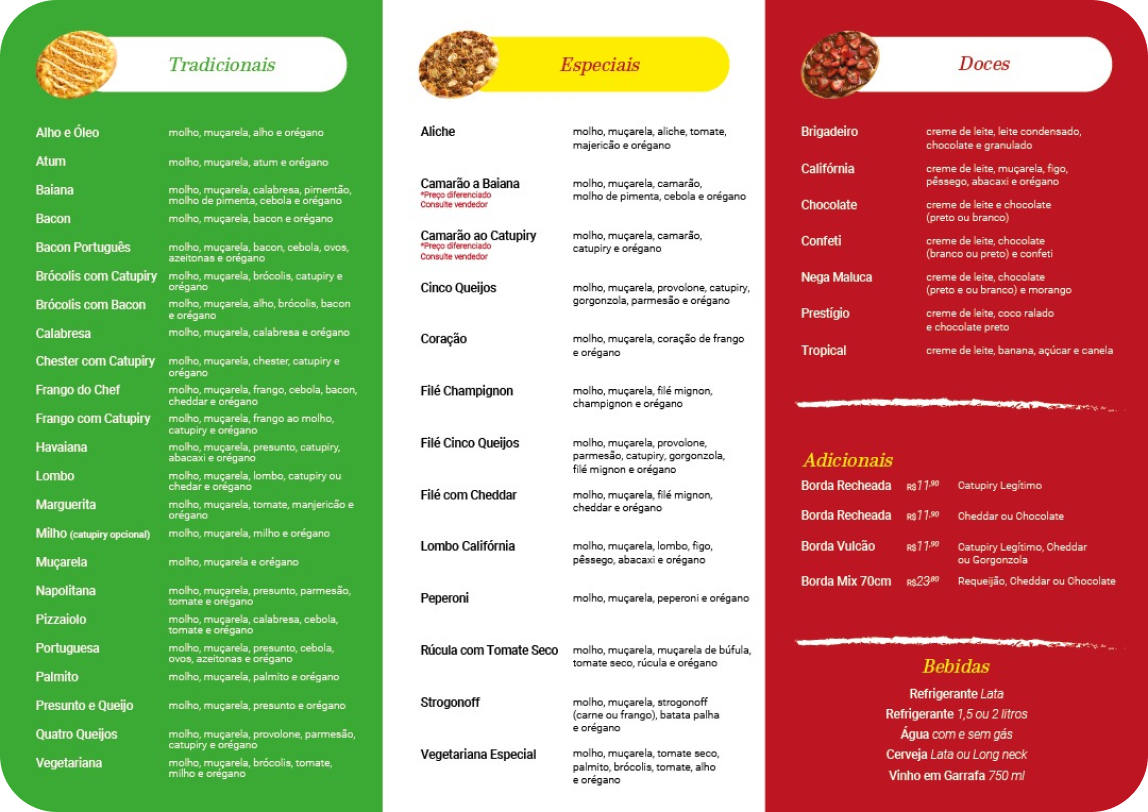 Tradicionais
Alho e Óleo molho, muçarela, alho e orégano
Atum molho, muçarela, atum e orégano
Baiana molho, muçarela, calabresa, pimentão,
molho de pimenta, cebola e orégano
Bacon molho, muçarela, bacon e orégano
Bacon Português molho, muçarela, bacon, cebola, ovos,
azeitonas e orégano
Brócolis com Catupiry molho, muçarela, brócolis, catupiry e
orégano
Brócolis com Bacon molho, muçarela, alho, brócolis, bacon
e orégano
Calabresa molho, muçarela, calabresa e orégano
Chester com Catupiry molho, muçarela, chester, catupiry e
orégano
Frango do Chef molho, muçarela, frango, cebola, bacon,
cheddar e orégano
Frango com Catupiry molho, muçarela, frango ao molho,
catupiry e orégano
Havaiana molho, muçarela, presunto, catupiry,
abacaxi e orégano
Lombo molho, muçarela, lombo, catupiry ou
chedar e orégano
Marguerita molho, muçarela, tomate, manjericão e
orégano
Milho (catupiry opcional) molho, muçarela, milho e orégano
Muçarela molho, muçarela e orégano
Napolitana molho, muçarela, presunto, parmesão,
tomate e orégano
Pizzaiolo molho, muçarela, calabresa, cebola,
tomate e orégano
Portuguesa molho, muçarela, presunto, cebola,
ovos, azeitonas e orégano
Palmito molho, muçarela, palmito e orégano
Presunto e Queijo molho, muçarela, presunto e orégano
Quatro Queijos molho, muçarela, provolone, parmesão,
catupiry e orégano
Vegetariana molho, muçarela, brócolis, tomate,
milho e orégano
Especiais
Aliche molho, muçarela, aliche, tomate,
majericão e orégano
Camarão a Baiana molho, muçarela, camarão,
*Preço diferenciado molho de pimenta, cebola e orégano
Consulte vendedor
Camarão ao Catupiry molho, muçarela, camarão,
*Preço diferenciado catupiry e orégano
Consulte vendedor
Cinco Queijos molho, muçarela, provolone, catupiry,
gorgonzola, parmesão e orégano
Coração molho, muçarela, coração de frango
e orégano
Filé Champignon molho, muçarela, filé mignon,
champignon e orégano
Filé Cinco Queijos molho, muçarela, provolone,
parmesão, catupiry, gorgonzola,
filé mignon e orégano
Filé com Cheddar molho, muçarela, filé mignon,
cheddar e orégano
Lombo Califórnia molho, muçarela, lombo, figo,
pêssego, abacaxi e orégano
Peperoni molho, muçarela, peperoni e orégano
Rúcula com Tomate Seco molho, muçarela, muçarela de búfula,
tomate seco, rúcula e orégano
Strogonoff molho, muçarela, strogonoff
(carne ou frango), batata palha
e orégano
Vegetariana Especial molho, muçarela, tomate seco,
palmito, brócolis, tomate, alho
e orégano
Doces
Brigadeiro creme de leite, leite condensado,
chocolate e granulado
Califórnia creme de leite, muçarela, figo,
pêssego, abacaxi e orégano
Chocolate creme de leite e chocolate
(preto ou branco)
Confeti creme de leite, chocolate
(branco ou preto) e confeti
Nega Maluca creme de leite, chocolate
(preto e ou branco) e morango
Prestígio creme de leite, coco ralado
e chocolate preto
Tropical creme de leite, banana, açúcar e canela
Adicionais
Borda Recheada R$11,90 Catupiry Legítimo
Borda Recheada R$11,90 Cheddar ou Chocolate
Borda Vulcão R$11,90 Catupiry Legítimo, Cheddar
ou Gorgonzola
Borda Mix 70cm R$23,80 Requeijão, Cheddar ou Chocolate
Bebidas
Refrigerante Lata
Refrigerante 1,5 ou 2 litros
Água com e sem gás
Cerveja Lata ou Long neck
Vinho em Garrafa 750 ml